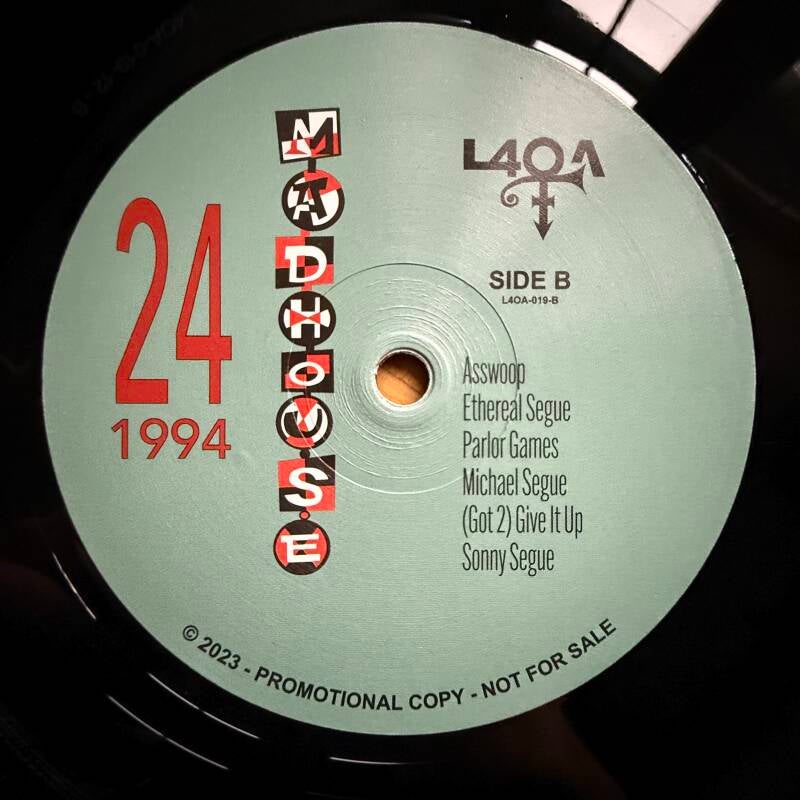 24
1994
MADHOUSE
L4OA
SIDE B
L4OA-019-B
Asswoop
Ethereal Segue
Parlor Games
Michael Segue
(Got 2) Give It Up
Sonny Segue
© 2023 - PROMOTIONAL COPY - NOT FOR SALE